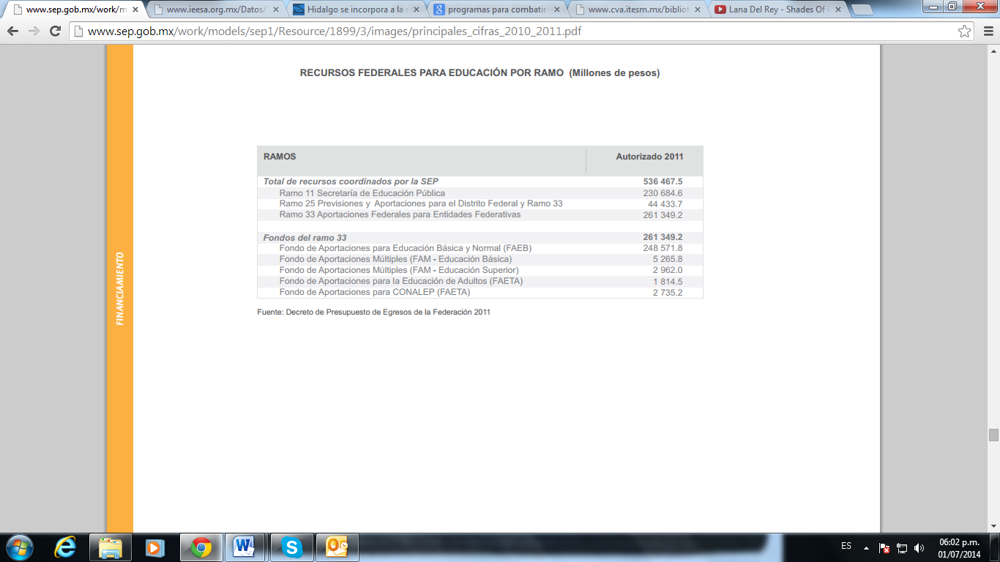 www.sep.gob.mx/work/m
www.ieesa.org.mx/Datos/
Hidalgo se incorpora a la
programas para combatir
www.cva.itesm.mx/bibliot
Lana Del Rey - Shades Of
www.sep.gob.mx/work/models/sep1/Resource/1899/3/images/principales_cifras_2010_2011.pdf
RECURSOS FEDERALES PARA EDUCACIÓN POR RAMO (Millones de pesos)
RAMOS Autorizado 2011
Total de recursos coordinados por la SEP 536 467.5
Ramo 11 Secretaría de Educación Pública 230 684.6
Ramo 25 Previsiones y Aportaciones para el Distrito Federal y Ramo 33 44 433.7
Ramo 33 Aportaciones Federales para Entidades Federativas 261 349.2
Fondos del ramo 33 261 349.2
Fondo de Aportaciones para Educación Básica y Normal (FAEB) 248 571.8
Fondo de Aportaciones Múltiples (FAM - Educación Básica) 5 265.8
Fondo de Aportaciones Múltiples (FAM - Educación Superior) 2 962.0
Fondo de Aportaciones para la Educación de Adultos (FAETA) 1 814.5
Fondo de Aportaciones para CONALEP (FAETA) 2 735.2
Fuente: Decreto de Presupuesto de Egresos de la Federación 2011
FINANCIAMIENTO
ES
06:02 p.m.
01/07/2014